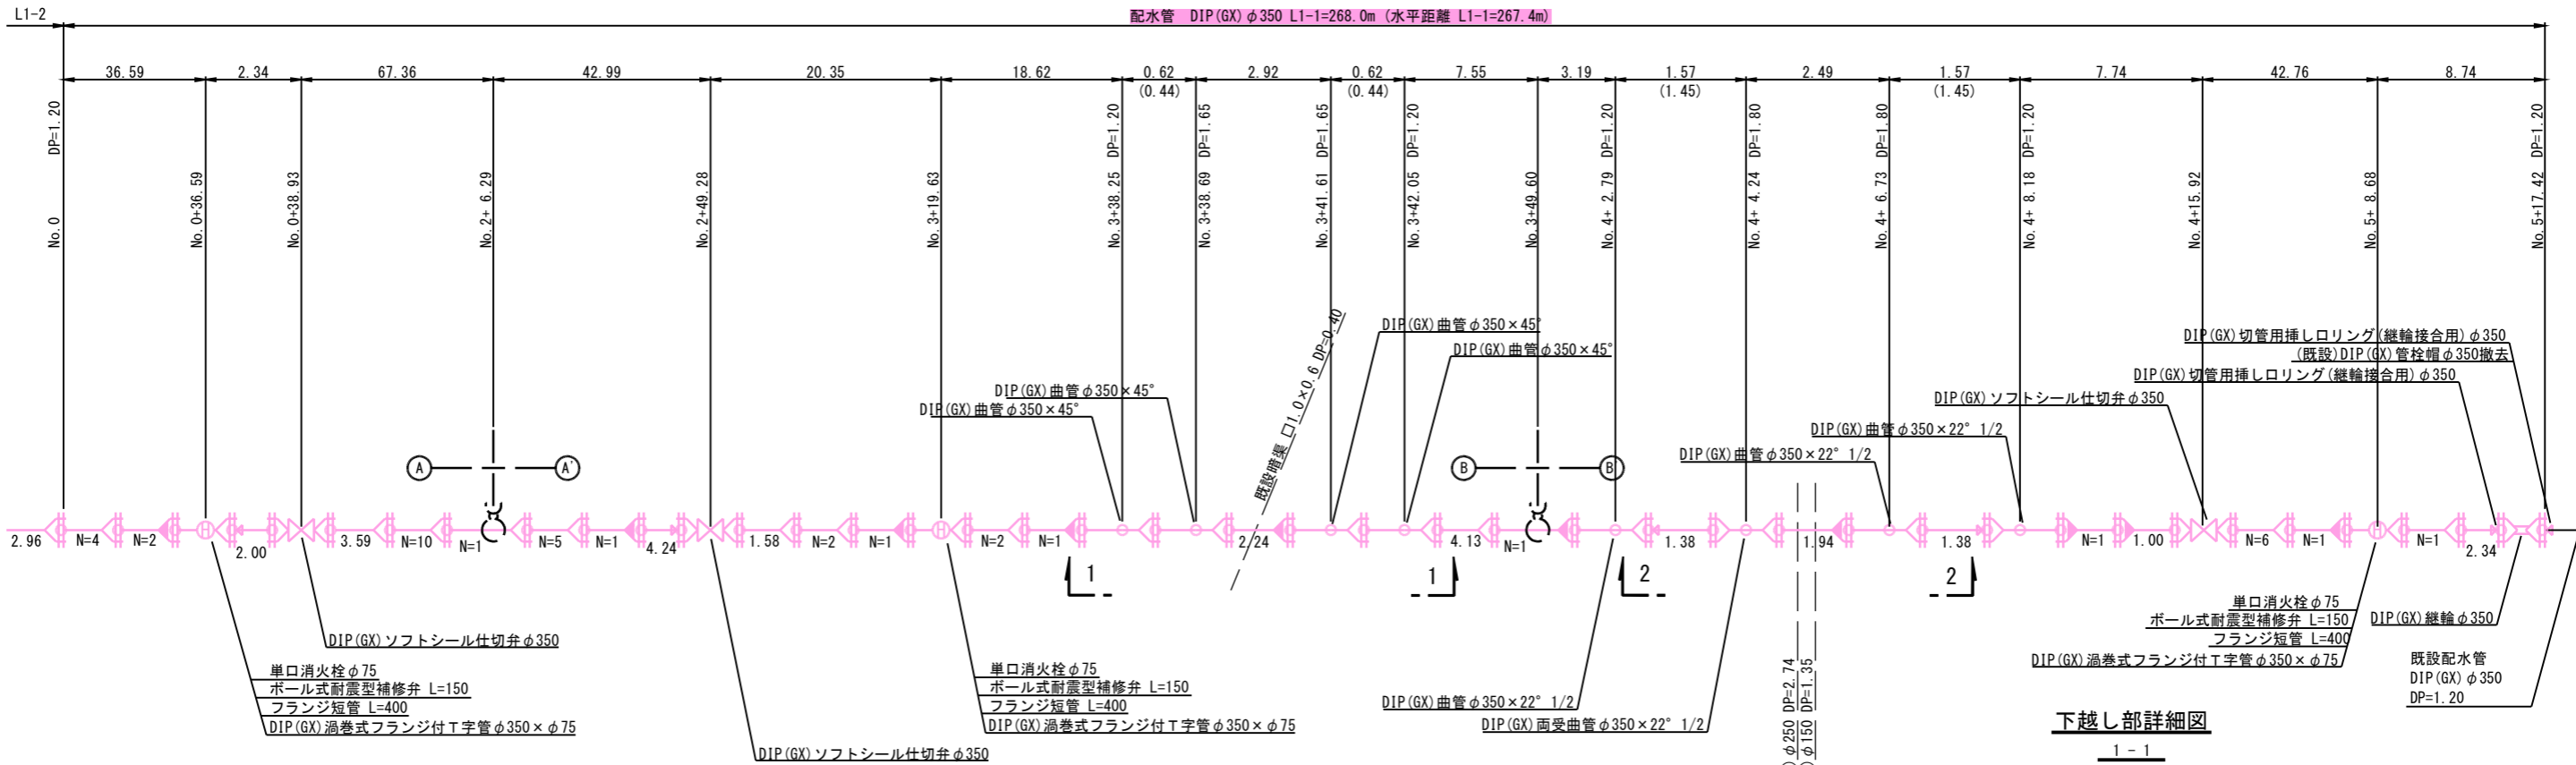 L1-2
配水管 DIP(GX)φ350 L1-1=268.0m (水平距離 L1-1=267.4m)
36.59 2.34 67.36 42.99 20.35 18.62 0.62 2.92 0.62 7.55 3.19 1.57 2.49 1.57 7.74 42.76 8.74
(0.44) (0.44) (1.45) (1.45)
No.0 DP=1.20
No.0+36.59
No.0+38.93
No.2+ 6.29
No.2+49.28
No.3+19.63
No.3+38.25 DP=1.20
No.3+38.69 DP=1.65
No.3+41.61 DP=1.65
No.3+42.05 DP=1.20
No.3+49.60
No.4+ 2.79 DP=1.20
No.4+ 4.24 DP=1.80
No.4+ 6.73 DP=1.80
No.4+ 8.18 DP=1.20
No.4+15.92
No.5+ 8.68
No.5+17.42 DP=1.20
DIP(GX)曲管φ350×45°
DIP(GX)曲管φ350×45°
既設暗渠 口1.0×0.6 DP=0.40
DIP(GX)曲管φ350×45°
DIP(GX)曲管φ350×45°
DIP(GX)曲管φ350×22° 1/2
DIP(GX)曲管φ350×22° 1/2
DIP(GX)ソフトシール仕切弁φ350
DIP(GX)切管用挿し口リング(継輪接合用)φ350
(既設)DIP(GX)管栓帽φ350撤去
DIP(GX)切管用挿し口リング(継輪接合用)φ350
A A'
B B'
2.96 N=4 N=2 2.00 3.59 N=10 N=1 N=5 N=1 4.24 1.58 N=2 N=1 N=2 N=1 2.24 4.13 N=1 1.38 1.94 1.38 N=1 1.00 N=6 N=1 N=1 2.34
1 1 2 2
DIP(GX)ソフトシール仕切弁φ350
単口消火栓φ75
ボール式耐震型補修弁 L=150
フランジ短管 L=400
DIP(GX)渦巻式フランジ付T字管φ350×φ75
DIP(GX)ソフトシール仕切弁φ350
単口消火栓φ75
ボール式耐震型補修弁 L=150
フランジ短管 L=400
DIP(GX)渦巻式フランジ付T字管φ350×φ75
DIP(GX)曲管φ350×22° 1/2
DIP(GX)両受曲管φ350×22° 1/2
φ250 DP=2.74
φ150 DP=1.35
単口消火栓φ75
ボール式耐震型補修弁 L=150
フランジ短管 L=400
DIP(GX)渦巻式フランジ付T字管φ350×φ75
DIP(GX)継輪φ350
既設配水管
DIP(GX)φ350
DP=1.20
下越し部詳細図
1 - 1